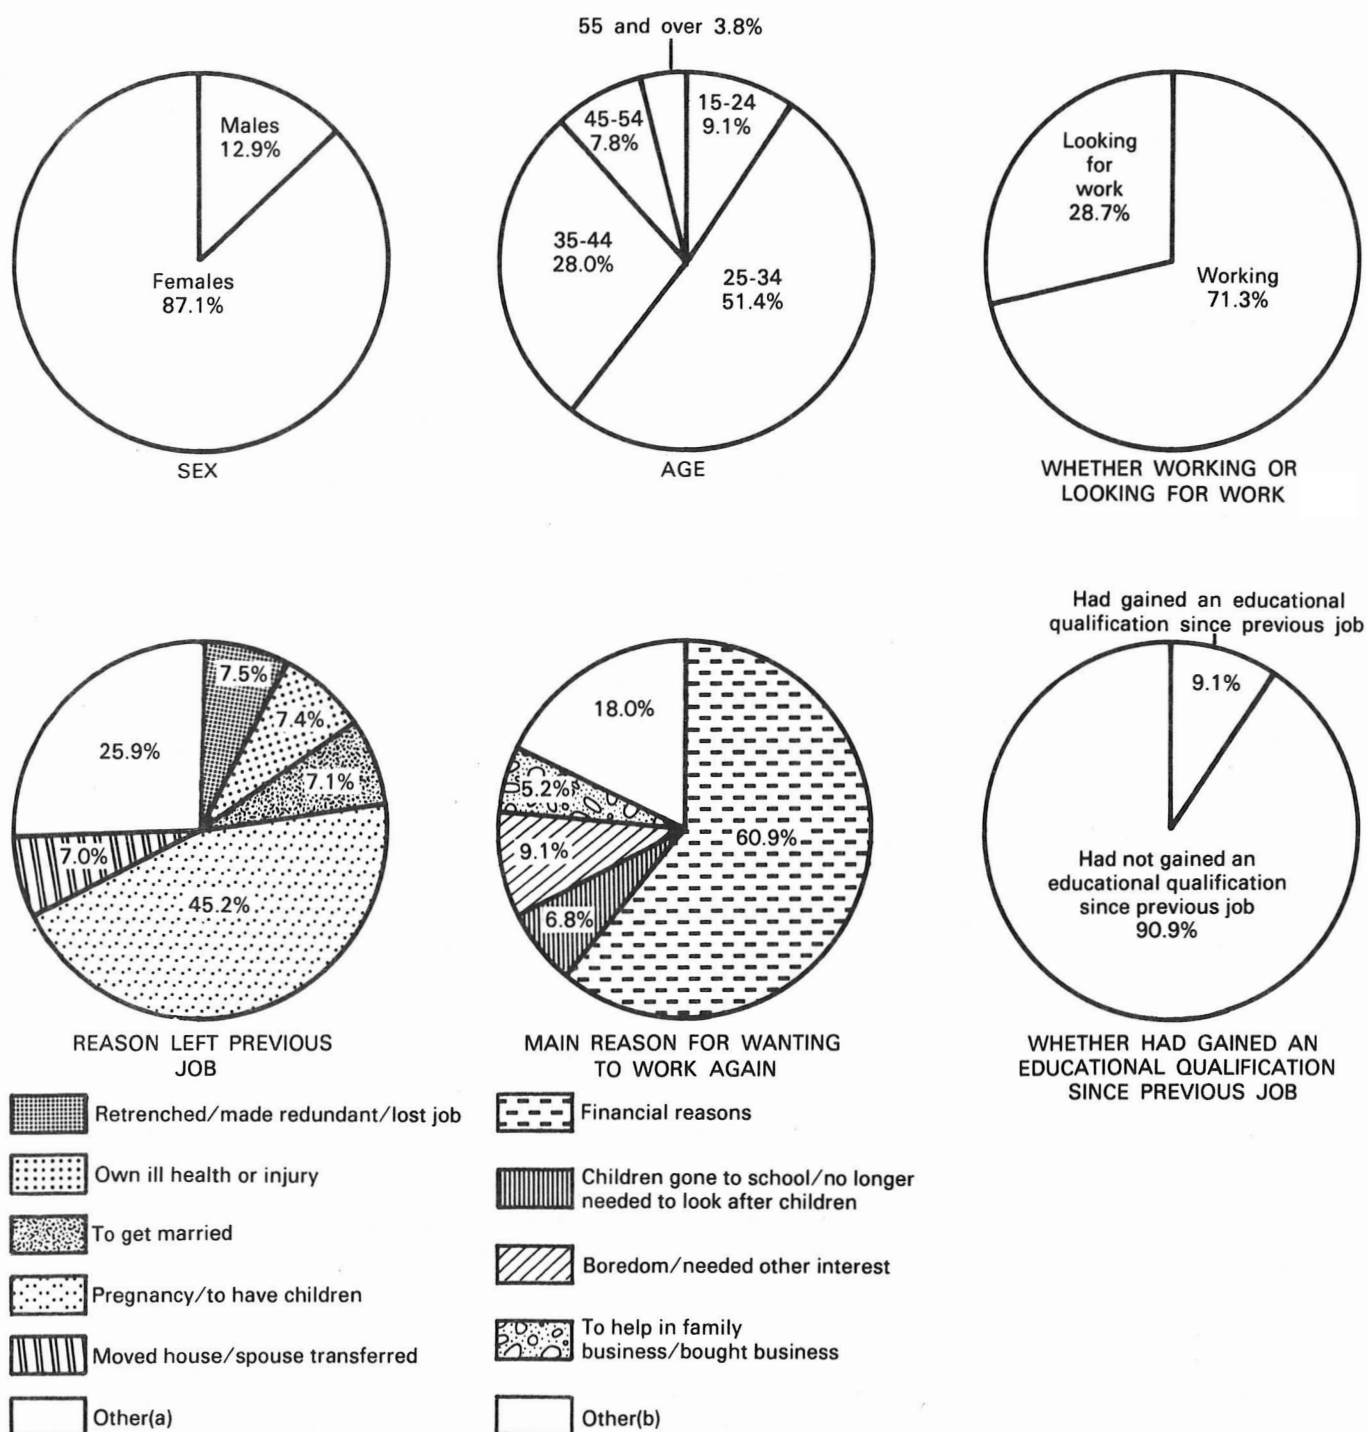 55 and over 3.8%
Males
12.9%
Females
87.1%
SEX
45-54
7.8%
15-24
9.1%
35-44
28.0%
25-34
51.4%
AGE
Looking
for
work
28.7%
Working
71.3%
WHETHER WORKING OR
LOOKING FOR WORK
7.5%
7.4%
7.1%
25.9%
7.0%
45.2%
REASON LEFT PREVIOUS
JOB
Retrenched/made redundant/lost job
Own ill health or injury
To get married
Pregnancy/to have children
Moved house/spouse transferred
Other(a)
18.0%
5.2%
9.1%
6.8%
60.9%
MAIN REASON FOR WANTING
TO WORK AGAIN
Financial reasons
Children gone to school/no longer
needed to look after children
Boredom/needed other interest
To help in family
business/bought business
Other(b)
Had gained an educational
qualification since previous job
9.1%
Had not gained an
educational qualification
since previous job
90.9%
WHETHER HAD GAINED AN
EDUCATIONAL QUALIFICATION
SINCE PREVIOUS JOB